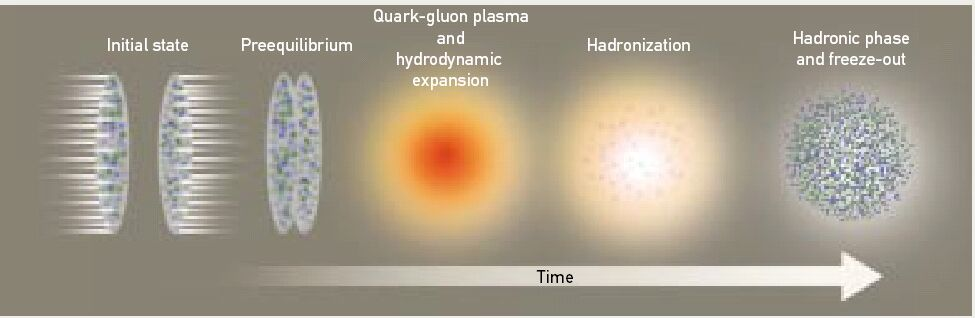 Initial state
Preequilibrium
Quark-gluon plasma
and
hydrodynamic
expansion
Hadronization
Hadronic phase
and freeze-out
Time